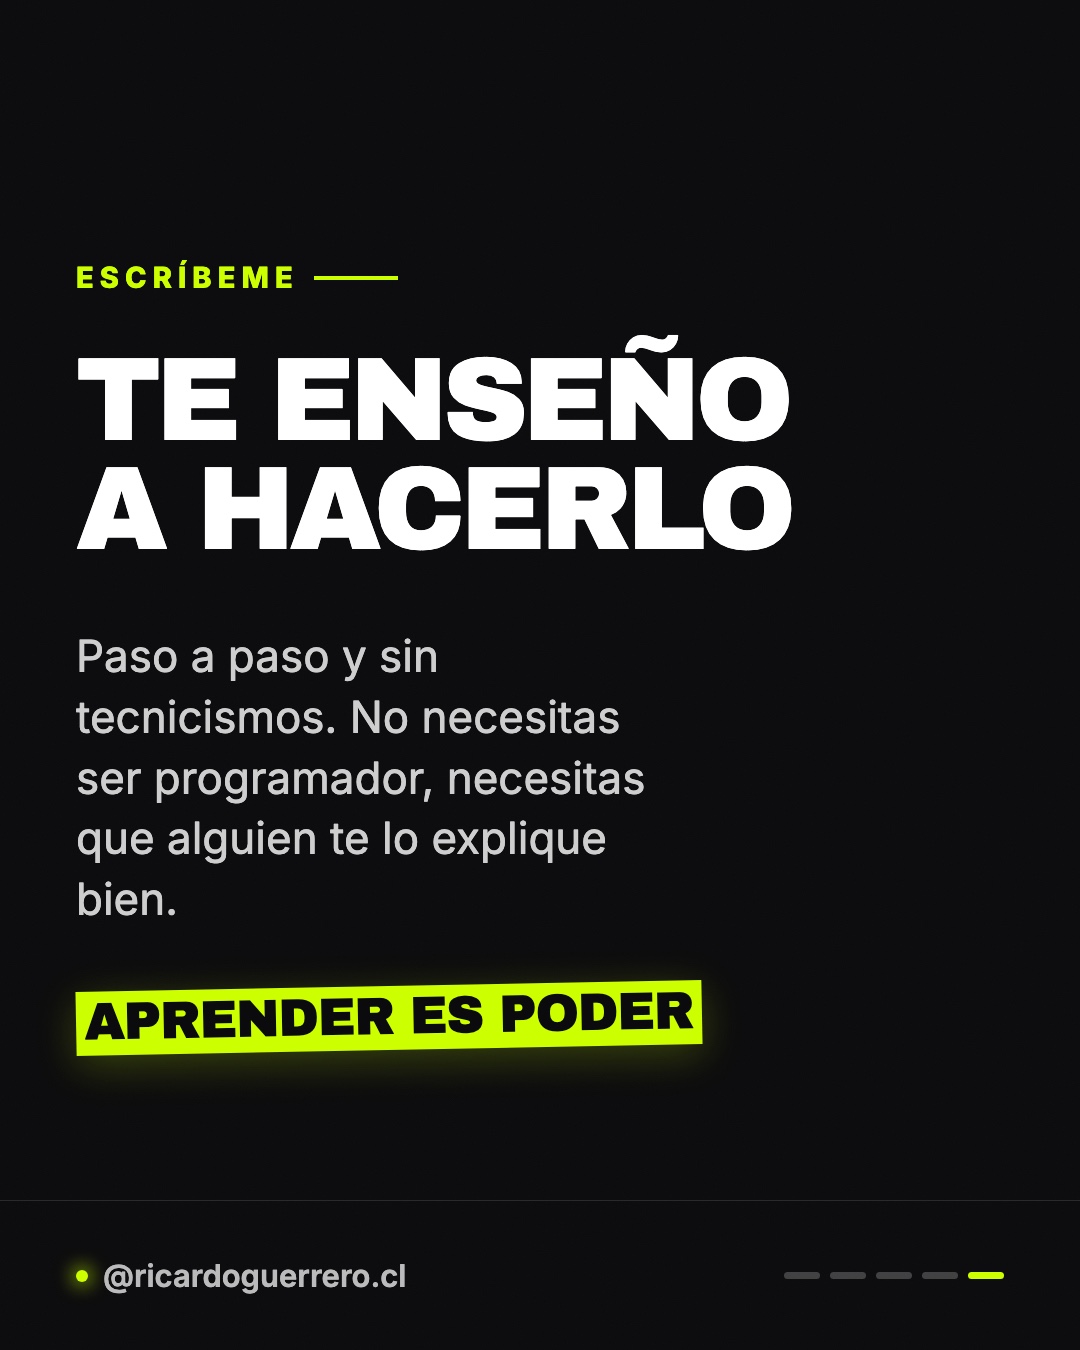 ESCRÍBEME
TE ENSEÑO
A HACERLO
Paso a paso y sin
tecnicismos. No necesitas
ser programador, necesitas
que alguien te lo explique
bien.
APRENDER ES PODER
@ricardoguerrero.cl